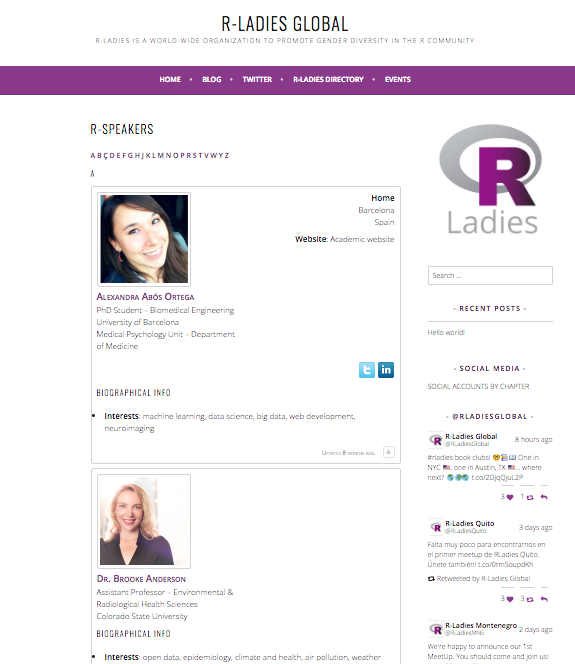 R-LADIES GLOBAL
R-LADIES IS A WORLD-WIDE ORGANIZATION TO PROMOTE GENDER DIVERSITY IN THE R COMMUNITY
HOME • BLOG • TWITTER • R-LADIES DIRECTORY • EVENTS
R-SPEAKERS
A B Ç D E F G H J K L M N O P R S T V W Y Z
A
Home
Barcelona
Spain
Website: Academic website
Alexandra Abós Ortega
PhD Student – Biomedical Engineering
University of Barcelona
Medical Psychology Unit – Department
of Medicine
BIOGRAPHICAL INFO
• Interests: machine learning, data science, big data, web development,
neuroimaging
Updated 8 months ago.
Dr. Brooke Anderson
Assistant Professor – Environmental &
Radiological Health Sciences
Colorado State University
BIOGRAPHICAL INFO
• Interests: open data, epidemiology, climate and health, air pollution, weather
R
Ladies
Search ...
- RECENT POSTS -
Hello world!
- SOCIAL MEDIA -
SOCIAL ACCOUNTS BY CHAPTER
- @RLADIESGLOBAL -
R-Ladies Global
@RLadiesGlobal
8 hours ago
#rladies book clubs! One in
NYC, one in Austin, TX ... where
next? t.co/2DjqQjuL2P
3 1
R-Ladies Quito
@RLadiesQuito
3 days ago
Falta muy poco para encontrarnos en
el primer meetup de RLadies Quito.
Únete también! t.co/0rmSoupdXh
Retweeted by R-Ladies Global
3 3
R-Ladies Montenegro
@RLadiesMNE
2 days ago
We're happy to announce our 1st
MeetUp. You should come and join us!